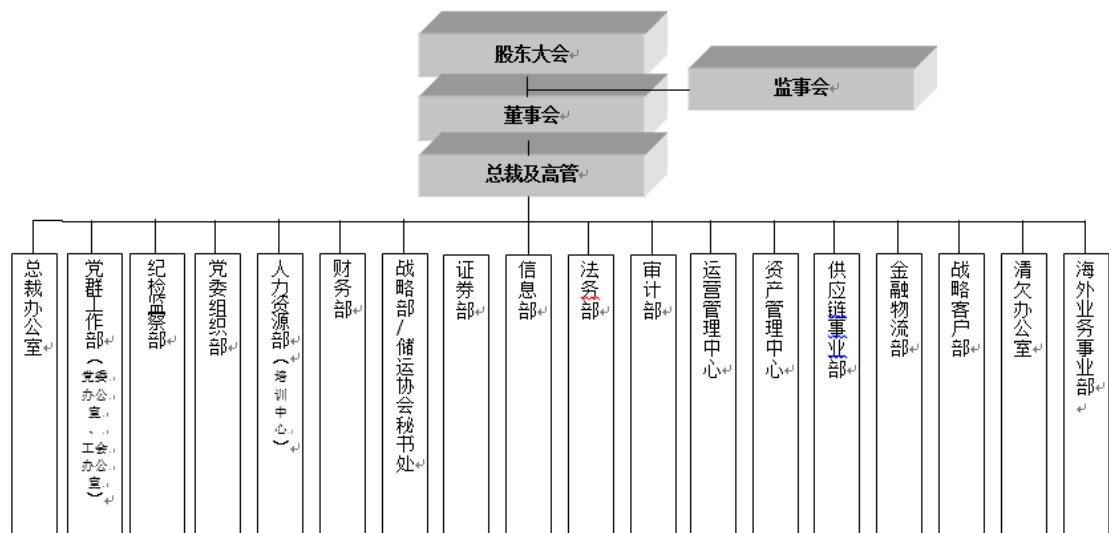 股东大会
监事会
董事会
总裁及高管
总裁办公室
党群工作部(党委办公室、工会办公室)
纪检监察部
党委组织部
人力资源部(培训中心)
财务部
战略部/储运协会秘书处
证券部
信息部
法务部
审计部
运营管理中心
资产管理中心
供应链事业部
金融物流部
战略客户部
清欠办公室
海外业务事业部